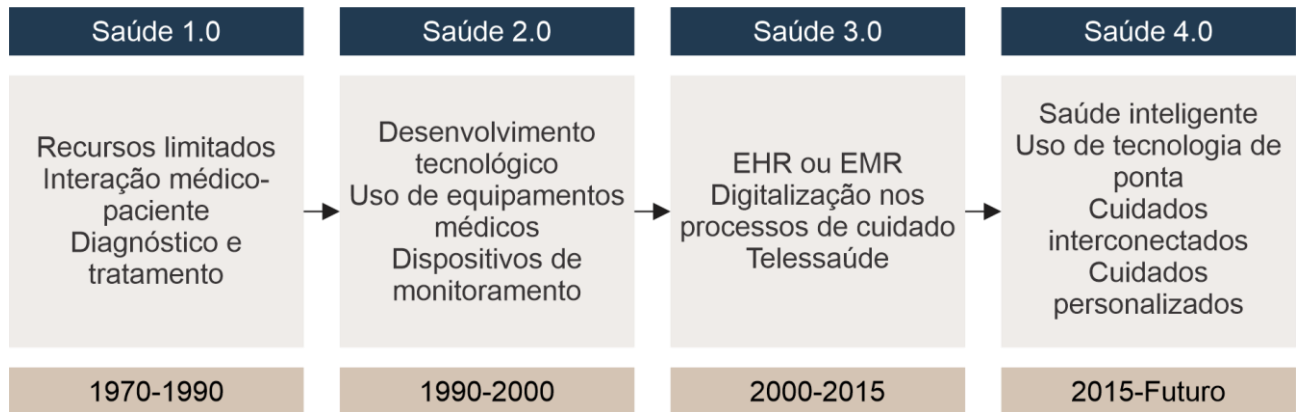 Saúde 1.0
Recursos limitados
Interação médico-
paciente
Diagnóstico e
tratamento
1970-1990
Saúde 2.0
Desenvolvimento
tecnológico
Uso de equipamentos
médicos
Dispositivos de
monitoramento
1990-2000
Saúde 3.0
EHR ou EMR
Digitalização nos
processos de cuidado
Telessaúde
2000-2015
Saúde 4.0
Saúde inteligente
Uso de tecnologia de
ponta
Cuidados
interconectados
Cuidados
personalizados
2015-Futuro